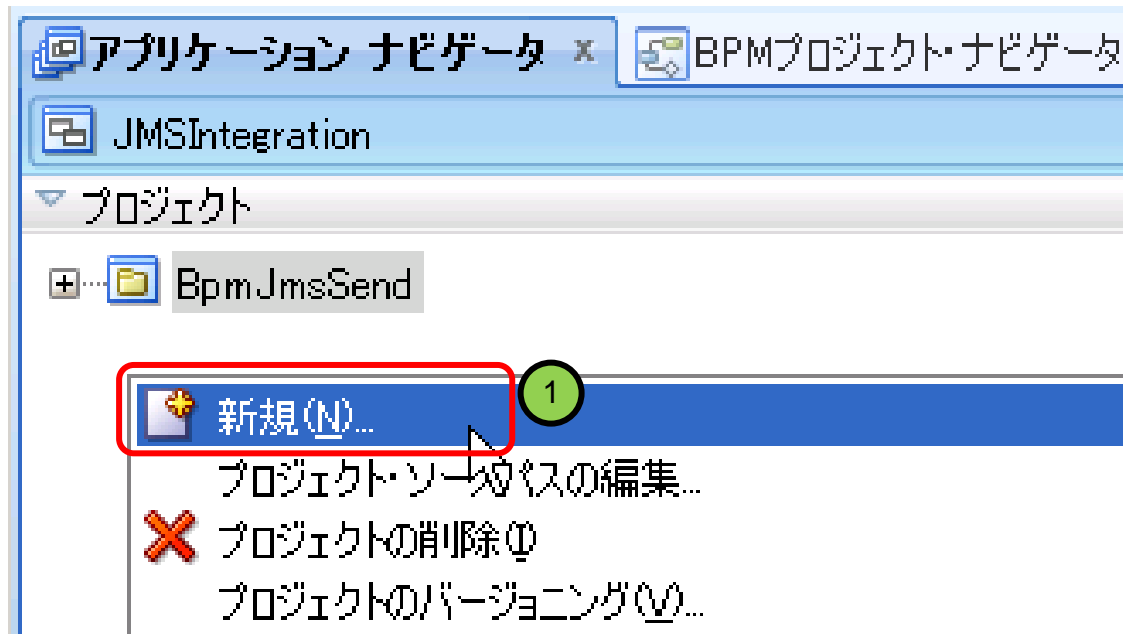 アプリケーション ナビゲータ x BPMプロジェクト・ナビゲータ
JMSIntegration
プロジェクト
BpmJmsSend
新規(N)... 1
プロジェクト・ソースパスの編集...
プロジェクトの削除(I)
プロジェクトのバージョニング(V)...